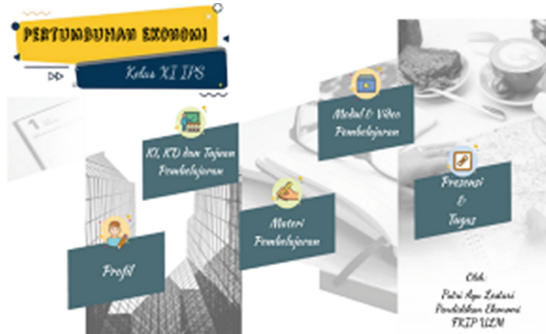 PERTUMBUHAN EKONOMI
Kelas XI IPS
Modul & Video
Pembelajaran
KI, KD dan Tujuan
Pembelajaran
Presensi
&
Tugas
Materi
Pembelajaran
Profil
Oleh:
Putri Ayu Lestari
Pendidikan Ekonomi
FKIP ULM